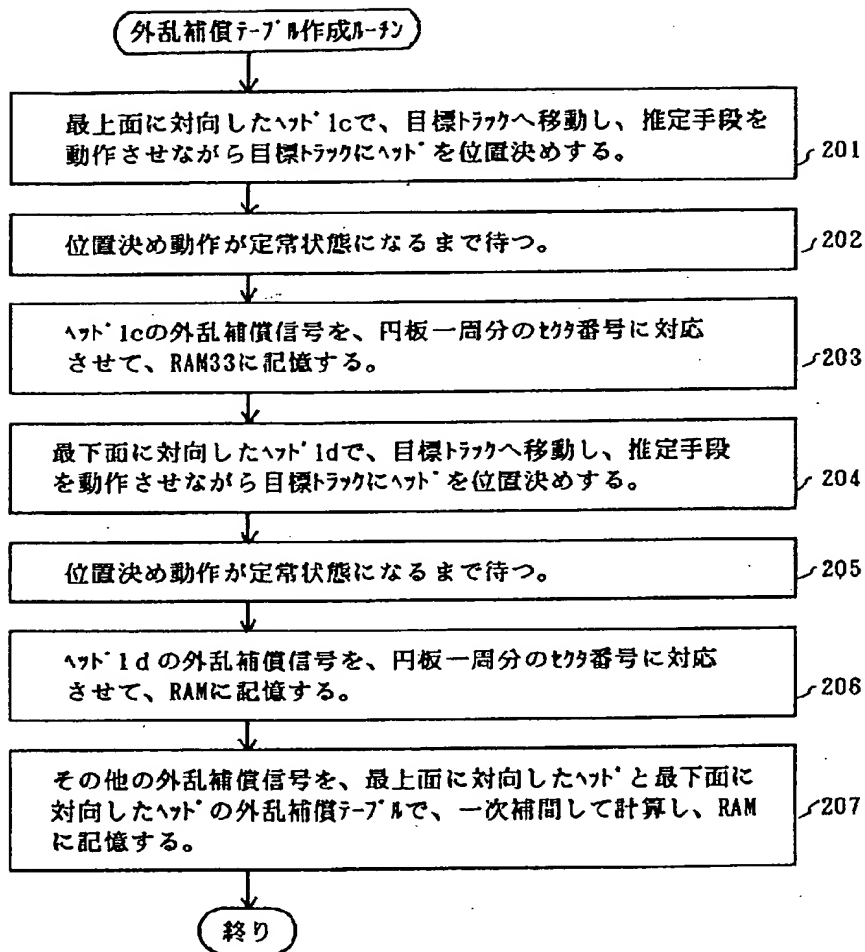 外乱補償ﾃｰﾌﾞﾙ作成ﾙｰﾁﾝ
最上面に対向したﾍｯﾄﾞ1cで、目標ﾄﾗｯｸへ移動し、推定手段を
動作させながら目標ﾄﾗｯｸにﾍｯﾄﾞを位置決めする。
201
位置決め動作が定常状態になるまで待つ。
202
ﾍｯﾄﾞ1cの外乱補償信号を、円板一周分のｾｸﾀ番号に対応
させて、RAM33に記憶する。
203
最下面に対向したﾍｯﾄﾞ1dで、目標ﾄﾗｯｸへ移動し、推定手段
を動作させながら目標ﾄﾗｯｸにﾍｯﾄﾞを位置決めする。
204
位置決め動作が定常状態になるまで待つ。
205
ﾍｯﾄﾞ1dの外乱補償信号を、円板一周分のｾｸﾀ番号に対応
させて、RAMに記憶する。
206
その他の外乱補償信号を、最上面に対向したﾍｯﾄﾞと最下面に
対向したﾍｯﾄﾞの外乱補償ﾃｰﾌﾞﾙで、一次補間して計算し、RAM
に記憶する。
207
終り